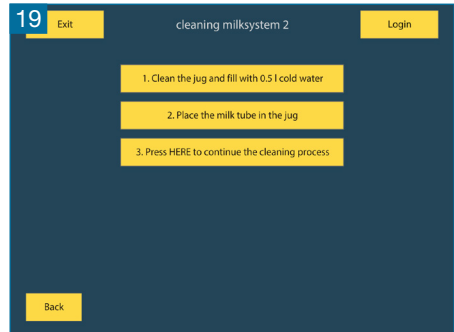 19
Exit
cleaning milksystem 2
Login
1. Clean the jug and fill with 0.5 l cold water
2. Place the milk tube in the jug
3. Press HERE to continue the cleaning process
Back